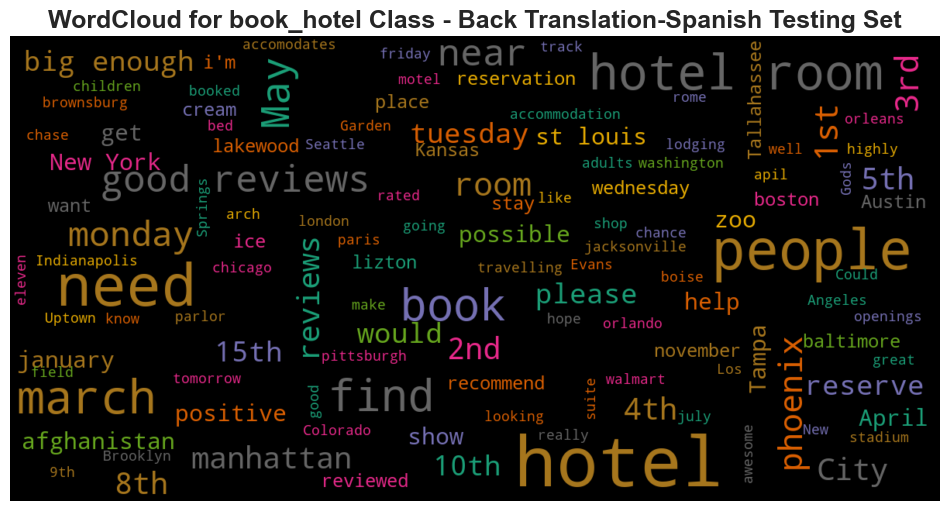 WordCloud for book_hotel Class - Back Translation-Spanish Testing Set
accomodates
friday
near
track
hotel room
Tallahassee
3rd
big enough
i'm
May
children
booked
motel
reservation
brownsburg
cream
place
rome
accommodation
1st
orleans
chase
get
bed
Garden
tuesday
st louis
lakewood
Seattle
Kansas
lodging
well
highly
New York
good reviews
adults
washington
room
rated
stay
like
wednesday
apil
Gods
5th
boston
Austin
want
Springs
arch
london
going
shop
zoo
monday
ice
paris
possible
chance
people
jacksonville
eleven
Indianapolis
chicago
reviews
lizton
travelling
Evans
boise
Could
need
book
please
help
Angeles
Uptown
know
parlor
make
hope
orlando
openings
would
2nd
baltimore
january
15th
pittsburgh
november
Tampa
phoenix
great
field
tomorrow
recommend
Los
march
good
find
looking
suite
walmart
reserve
positive
4th
july
April
afghanistan
Colorado
show
really
New
stadium
Brooklyn
manhattan
10th
hotel
awesome
City
9th
8th
reviewed